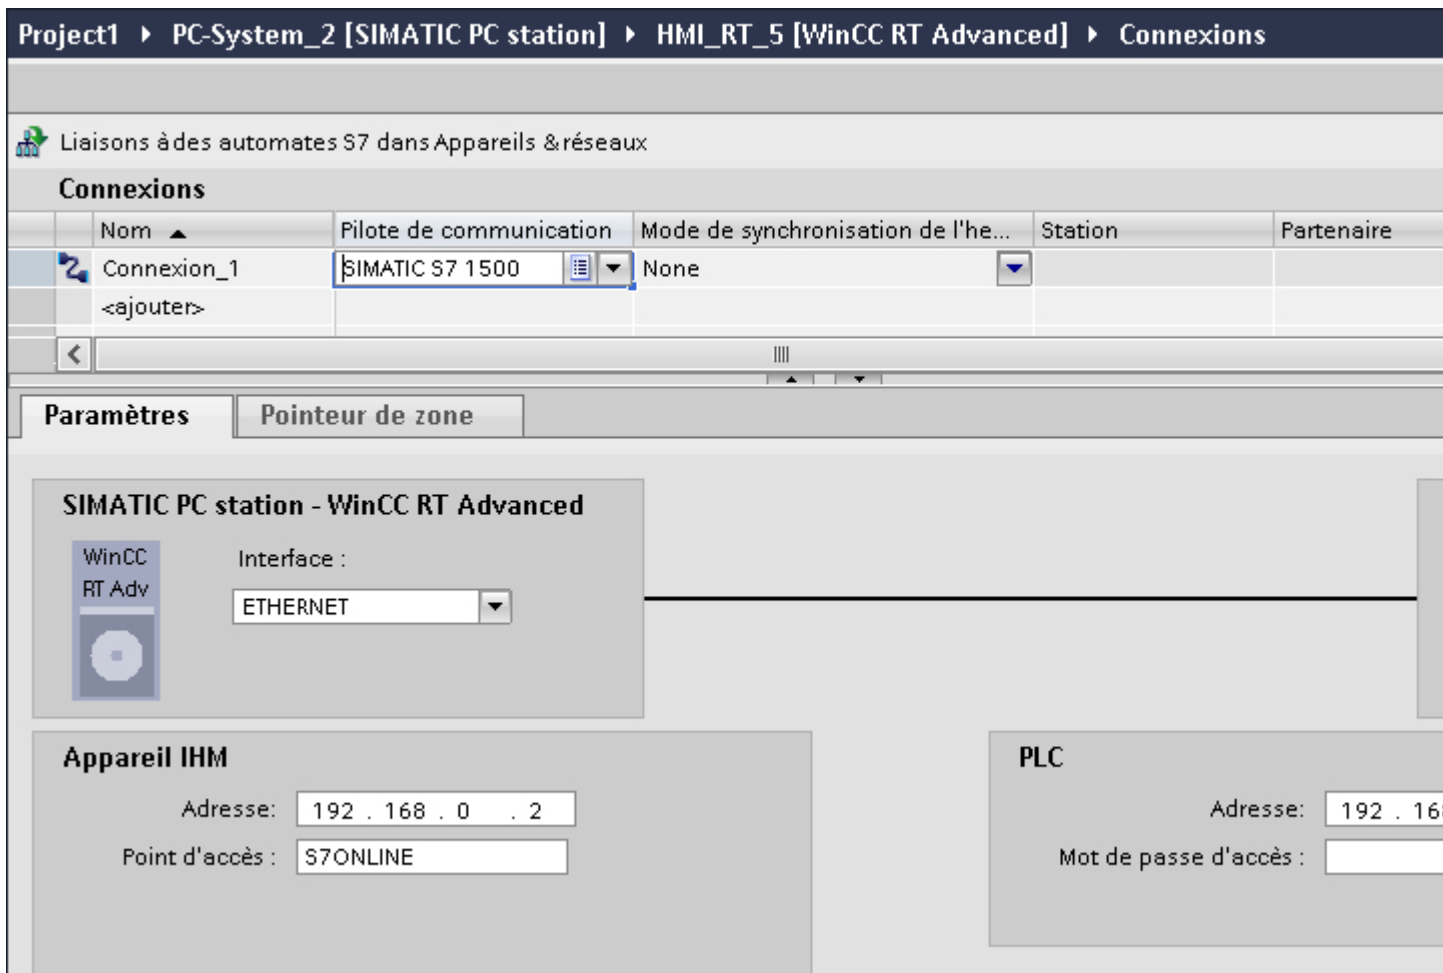 Project1 ▸ PC-System_2 [SIMATIC PC station] ▸ HMI_RT_5 [WinCC RT Advanced] ▸ Connexions
Liaisons à des automates S7 dans Appareils & réseaux
Connexions
Nom Pilote de communication Mode de synchronisation de l'he... Station Partenaire
Connexion_1 SIMATIC S7 1500 None
<ajouter>
Paramètres Pointeur de zone
SIMATIC PC station - WinCC RT Advanced
WinCC
RT Adv
Interface :
ETHERNET
Appareil IHM
Adresse: 192 . 168 . 0 . 2
Point d'accès : S7ONLINE
PLC
Adresse: 192 . 16
Mot de passe d'accès :